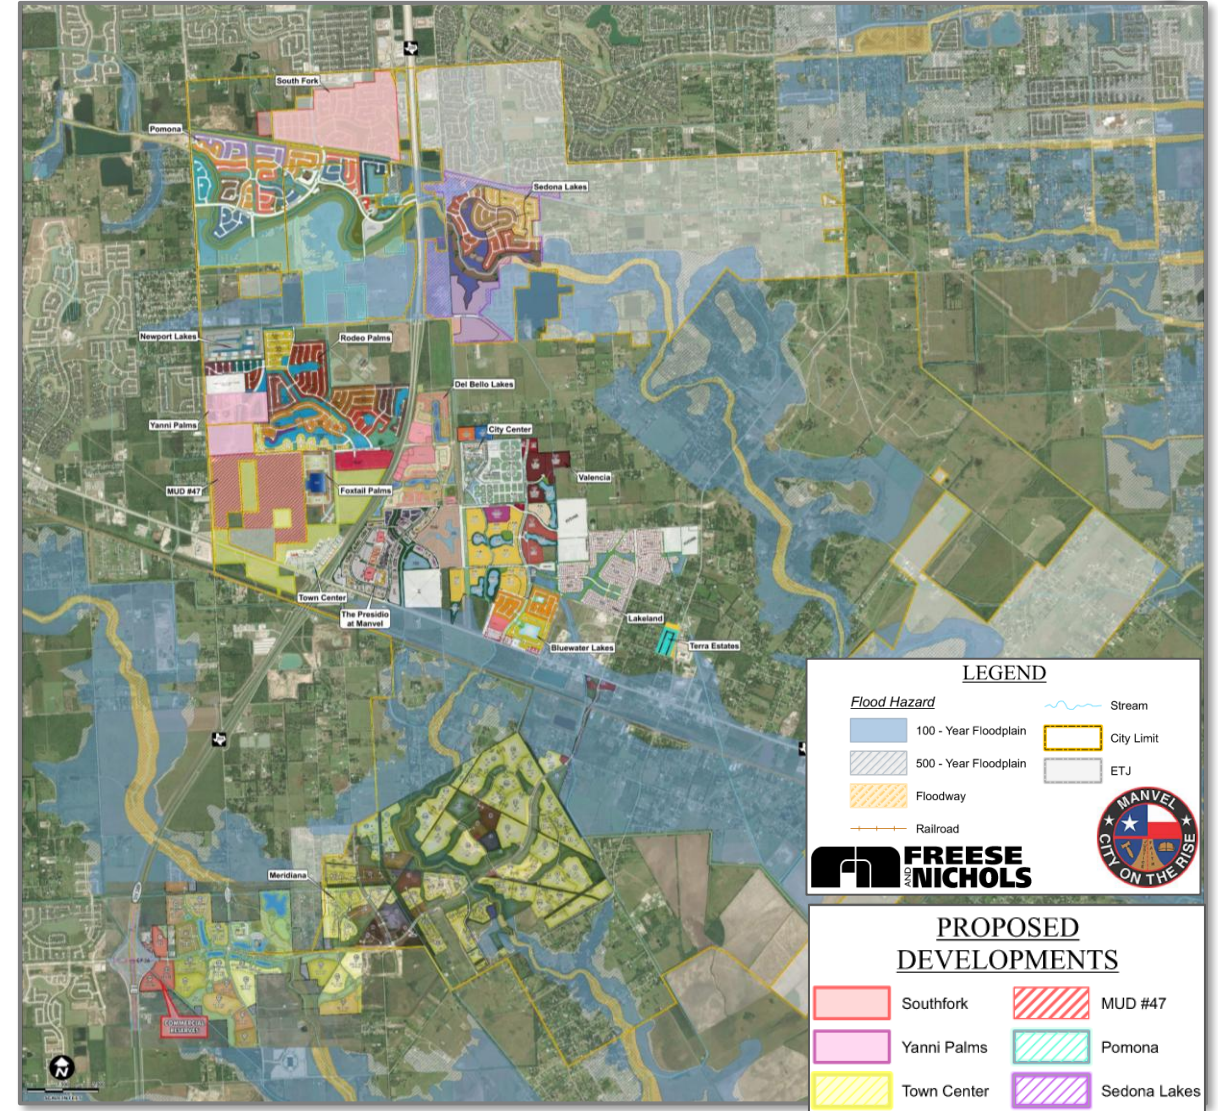 South Fork
Pomona
Sedona Lakes
Newport Lakes
Rodeo Palms
Del Bello Lakes
Yanni Palms
City Center
Valencia
MUD #47
Foxtail Palms
Town Center
The Presidio
at Manvel
Lakeland
Bluewater Lakes
Terra Estates
Meridiana
COMMERCIAL
RESERVES
N
LEGEND
Flood Hazard
100 - Year Floodplain
500 - Year Floodplain
Floodway
Railroad
Stream
City Limit
ETJ
FREESE
AND
NICHOLS
MANVEL
CITY ON THE RISE
PROPOSED
DEVELOPMENTS
Southfork
MUD #47
Yanni Palms
Pomona
Town Center
Sedona Lakes